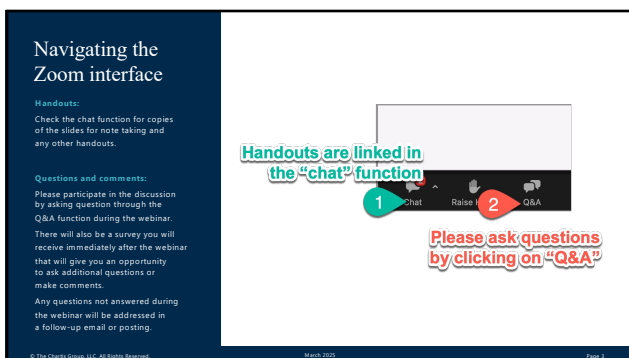 Navigating the
Zoom interface
Handouts:
Check the chat function for copies
of the slides for note taking and
any other handouts.
Questions and comments:
Please participate in the discussion
by asking question through the
Q&A function during the webinar.
There will also be a survey you will
receive immediately after the webinar
that will give you an opportunity
to ask additional questions or
make comments.
Any questions not answered during
the webinar will be addressed in
a follow-up email or posting.
Handouts are linked in
the “chat” function
1 Chat
Raise
2 Q&A
Please ask questions
by clicking on “Q&A”
© The Chartis Group, LLC. All Rights Reserved.
March 2025
Page 3